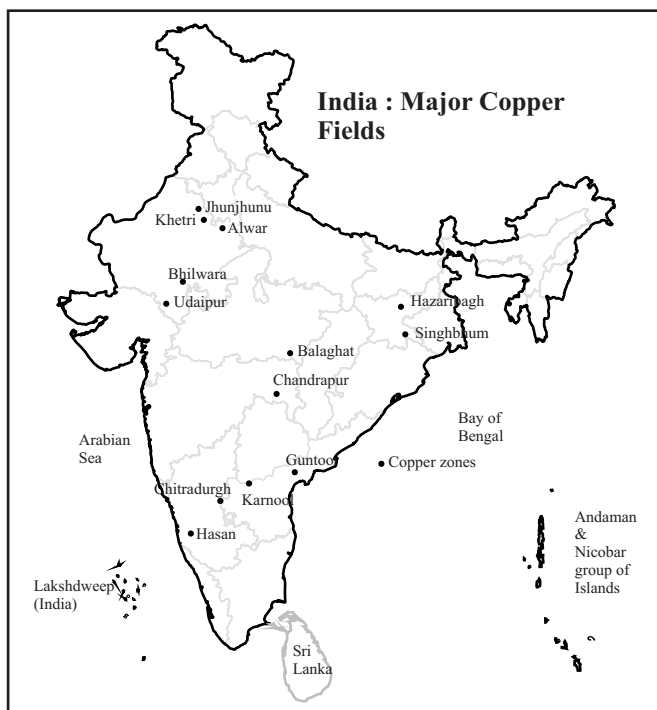 India : Major Copper
Fields
Jhunjhunu
Khetri
Alwar
Bhilwara
Udaipur
Hazaribagh
Singhbhum
Balaghat
Chandrapur
Bay of
Bengal
Arabian
Sea
Guntoor
Copper zones
Chitradurgh
Karnool
Hasan
Andaman
&
Nicobar
group of
Islands
Lakshdweep
(India)
Sri
Lanka